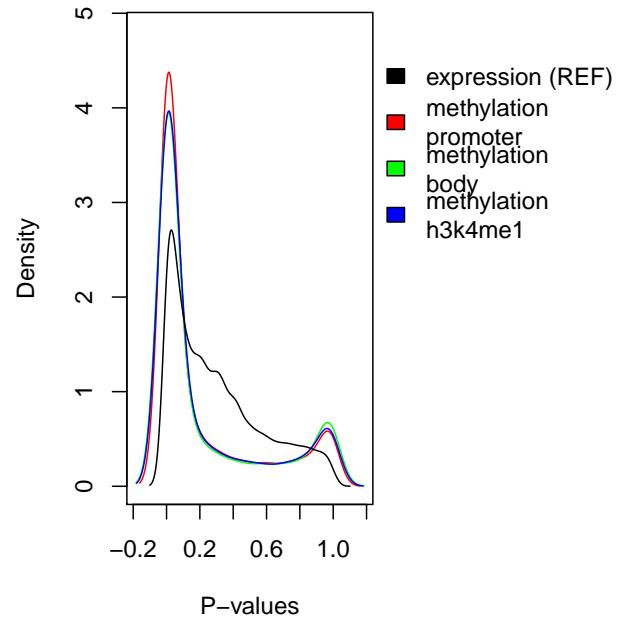 5
4
3
2
1
0
Density
−0.2
0.2
0.6
1.0
P−values
expression (REF)
methylation
promoter
methylation
body
methylation
h3k4me1